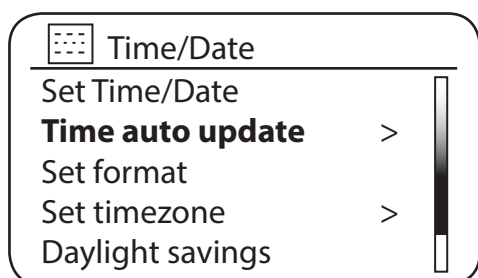 Time/Date
Set Time/Date
Time auto update >
Set format
Set timezone >
Daylight savings